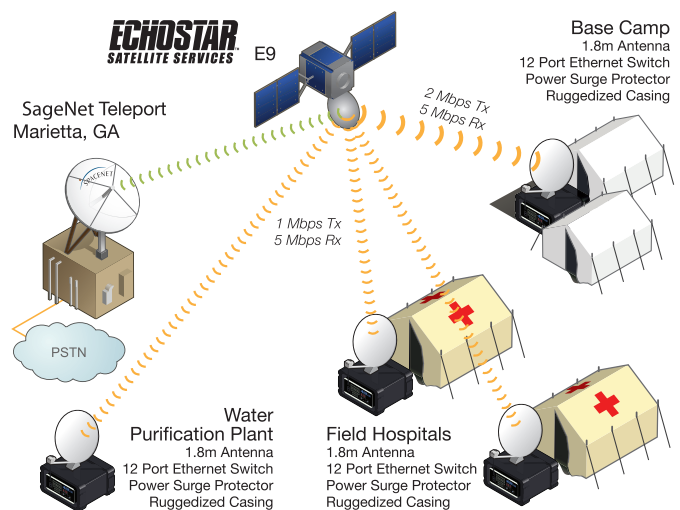 ECHOSTAR
SATELLITE SERVICES
E9
SageNet Teleport
Marietta, GA
SPACENET
PSTN
2 Mbps Tx
5 Mbps Rx
1 Mbps Tx
5 Mbps Rx
Base Camp
1.8m Antenna
12 Port Ethernet Switch
Power Surge Protector
Ruggedized Casing
Water
Purification Plant
1.8m Antenna
12 Port Ethernet Switch
Power Surge Protector
Ruggedized Casing
Field Hospitals
1.8m Antenna
12 Port Ethernet Switch
Power Surge Protector
Ruggedized Casing